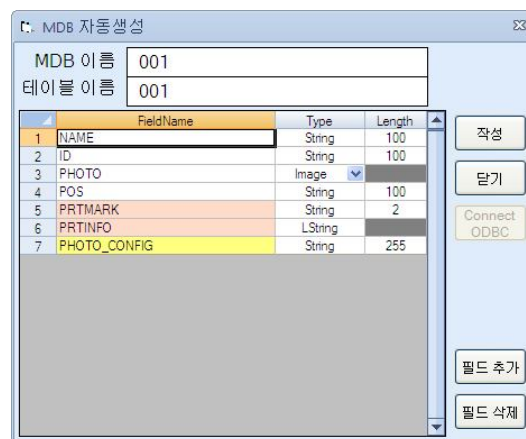 MDB 자동생성
MDB 이름 001
테이블 이름 001
FieldName Type Length
1 NAME String 100
2 ID String 100
3 PHOTO Image
4 POS String 100
5 PRTMARK String 2
6 PRTINFO LString
7 PHOTO_CONFIG String 255
작성
닫기
Connect
ODBC
필드 추가
필드 삭제